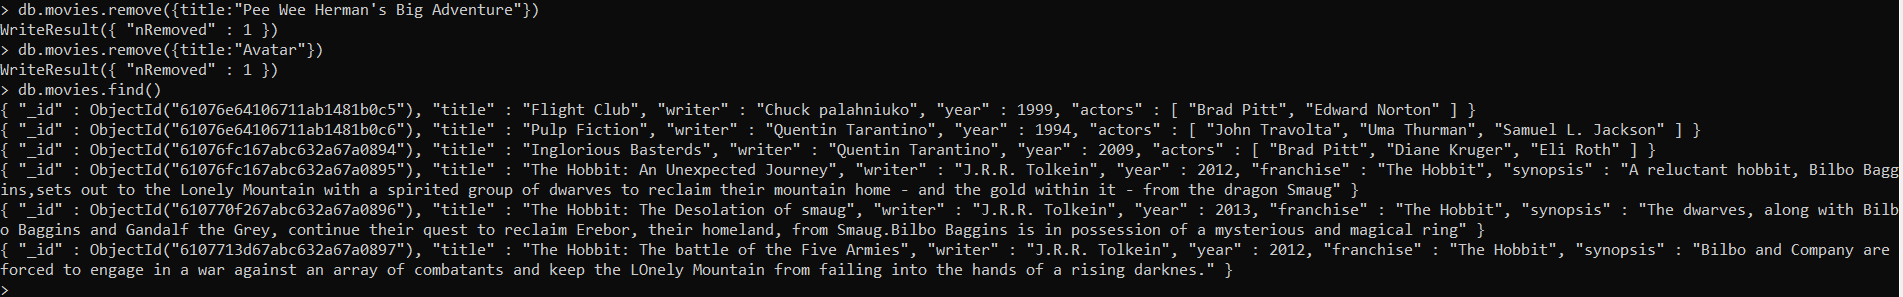 > db.movies.remove({title:"Pee Wee Herman's Big Adventure"})
WriteResult({ "nRemoved" : 1 })
> db.movies.remove({title:"Avatar"})
WriteResult({ "nRemoved" : 1 })
> db.movies.find()
{ "_id" : ObjectId("61076e64106711ab1481b0c5"), "title" : "Flight Club", "writer" : "Chuck palahniuko", "year" : 1999, "actors" : [ "Brad Pitt", "Edward Norton" ] }
{ "_id" : ObjectId("61076e64106711ab1481b0c6"), "title" : "Pulp Fiction", "writer" : "Quentin Tarantino", "year" : 1994, "actors" : [ "John Travolta", "Uma Thurman", "Samuel L. Jackson" ] }
{ "_id" : ObjectId("61076fc167abc632a67a0894"), "title" : "Inglorious Basterds", "writer" : "Quentin Tarantino", "year" : 2009, "actors" : [ "Brad Pitt", "Diane Kruger", "Eli Roth" ] }
{ "_id" : ObjectId("61076fc167abc632a67a0895"), "title" : "The Hobbit: An Unexpected Journey", "writer" : "J.R.R. Tolkein", "year" : 2012, "franchise" : "The Hobbit", "synopsis" : "A reluctant hobbit, Bilbo Bagg
ins,sets out to the Lonely Mountain with a spirited group of dwarves to reclaim their mountain home - and the gold within it - from the dragon Smaug" }
{ "_id" : ObjectId("610770f267abc632a67a0896"), "title" : "The Hobbit: The Desolation of smaug", "writer" : "J.R.R. Tolkein", "year" : 2013, "franchise" : "The Hobbit", "synopsis" : "The dwarves, along with Bilb
o Baggins and Gandalf the Grey, continue their quest to reclaim Erebor, their homeland, from Smaug.Bilbo Baggins is in possession of a mysterious and magical ring" }
{ "_id" : ObjectId("6107713d67abc632a67a0897"), "title" : "The Hobbit: The battle of the Five Armies", "writer" : "J.R.R. Tolkein", "year" : 2012, "franchise" : "The Hobbit", "synopsis" : "Bilbo and Company are
forced to engage in a war against an array of combatants and keep the LOnely Mountain from failing into the hands of a rising darknes." }
>